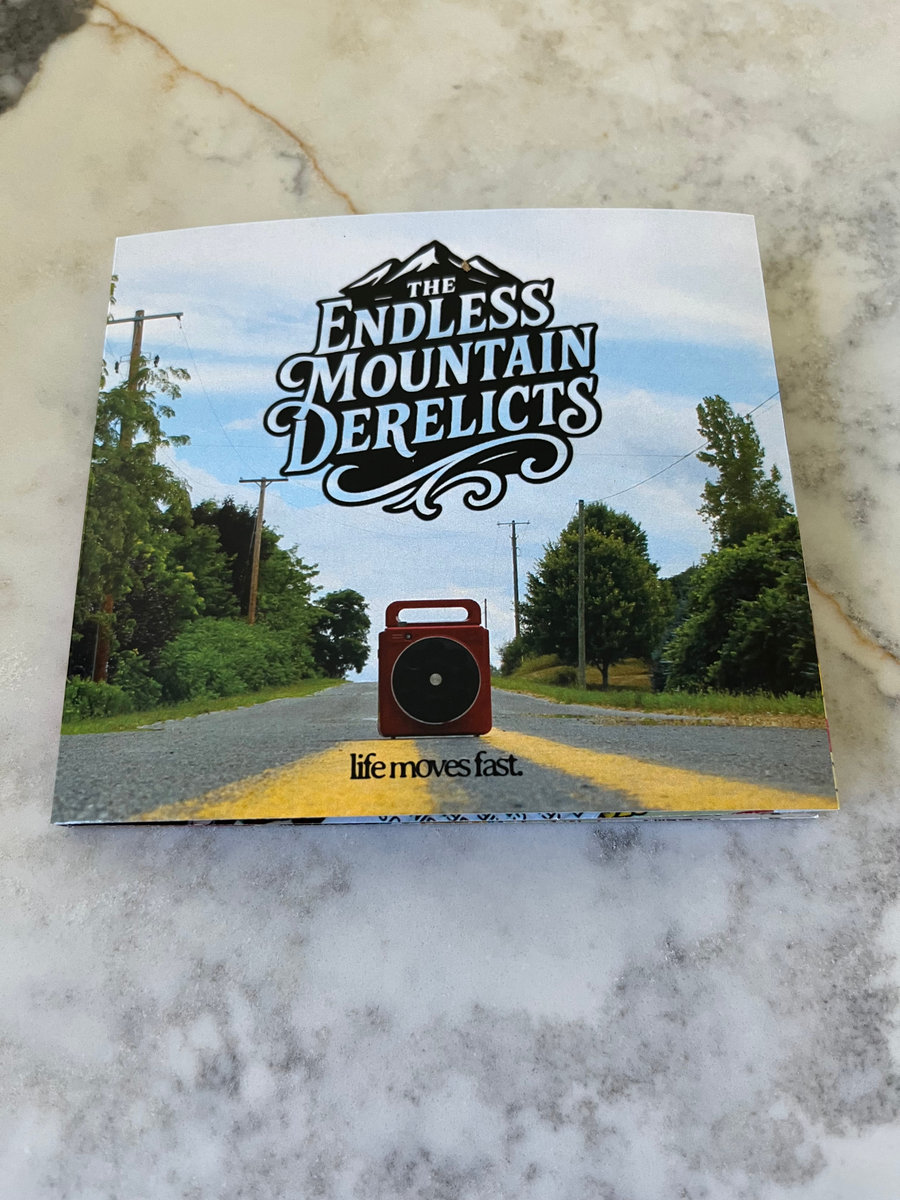 THE
ENDLESS
MOUNTAIN
DERELICTS
life moves fast.